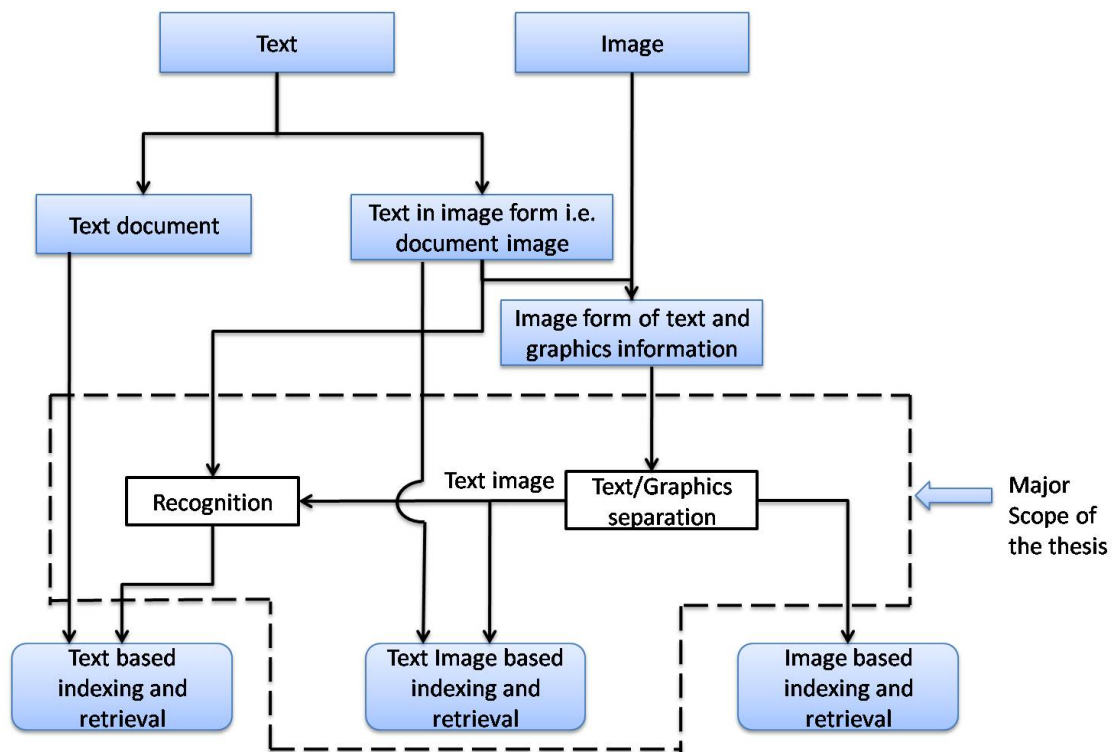 Text
Image
Text document
Text in image form i.e.
document image
Image form of text and
graphics information
Text image
Recognition
Text/Graphics
separation
Major
Scope of
the thesis
Text based
indexing and
retrieval
Text Image based
indexing and
retrieval
Image based
indexing and
retrieval